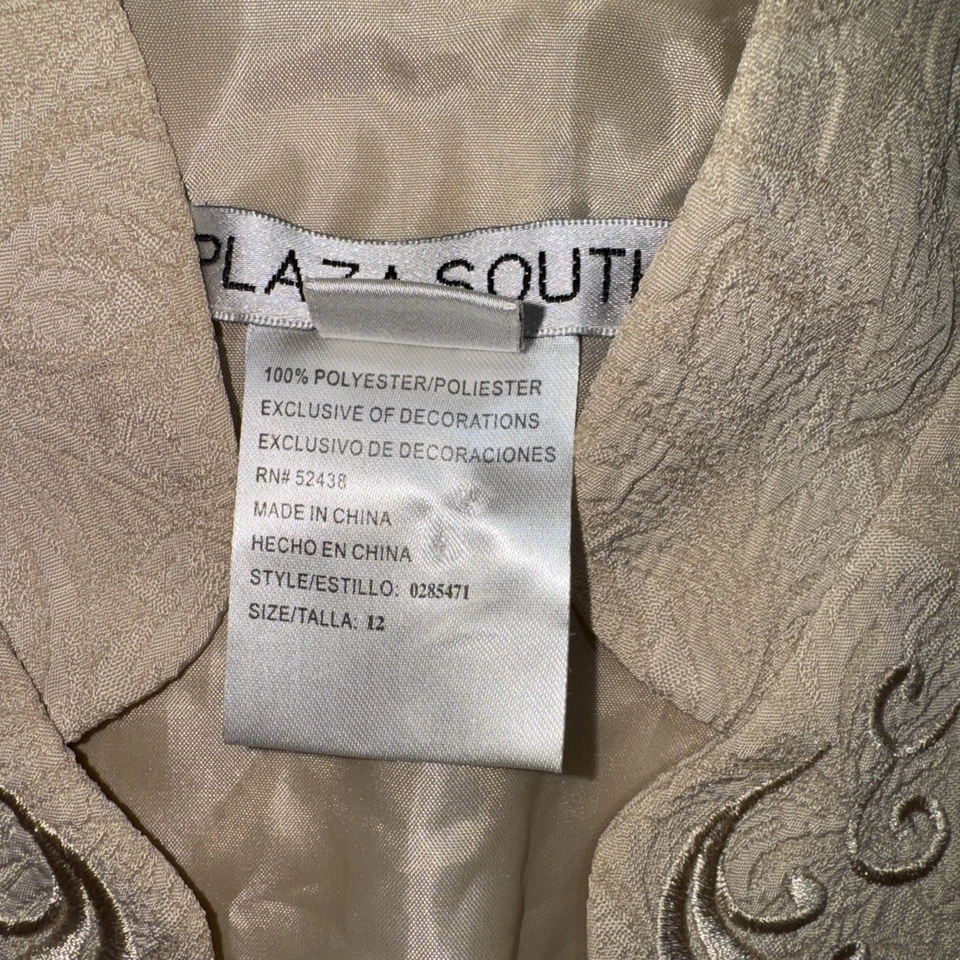 PLAZA SOUTH
100% POLYESTER/POLIESTER
EXCLUSIVE OF DECORATIONS
EXCLUSIVO DE DECORACIONES
RN# 52438
MADE IN CHINA
HECHO EN CHINA
STYLE/ESTILLO: 0285471
SIZE/TALLA: 12